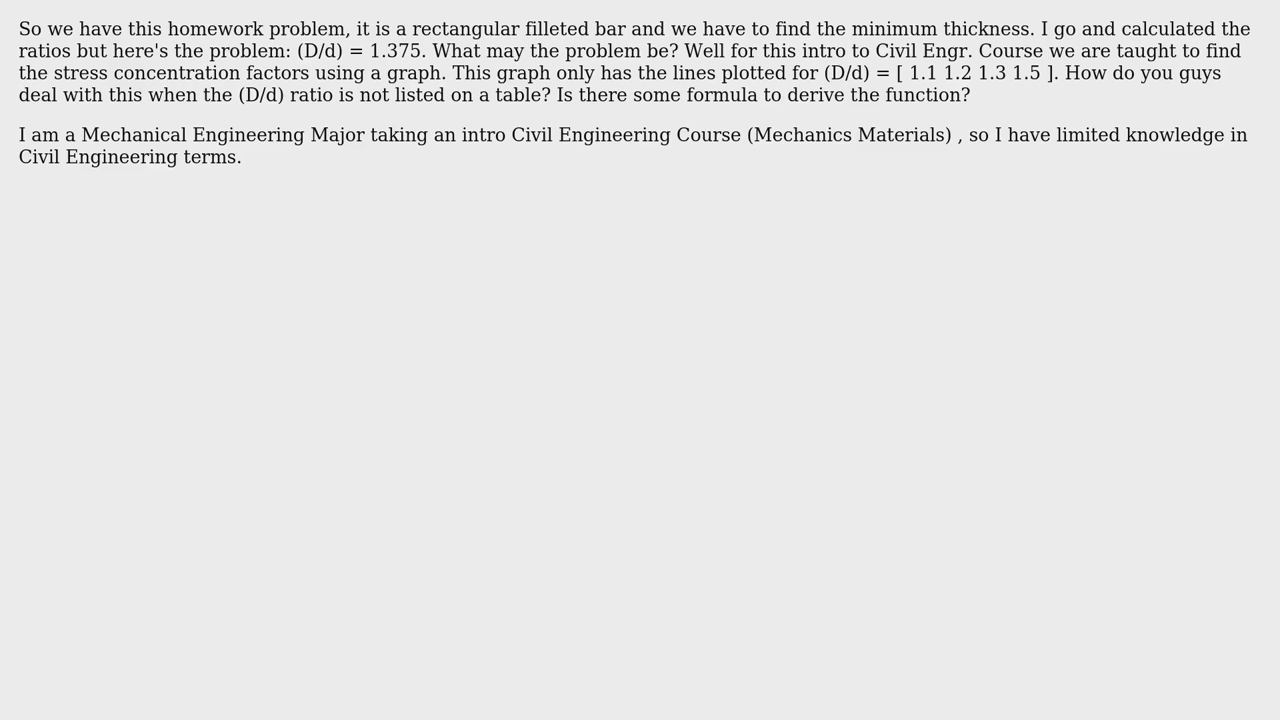 So we have this homework problem, it is a rectangular filleted bar and we have to find the minimum thickness. I go and calculated the
ratios but here's the problem: (D/d) = 1.375. What may the problem be? Well for this intro to Civil Engr. Course we are taught to find
the stress concentration factors using a graph. This graph only has the lines plotted for (D/d) = [ 1.1 1.2 1.3 1.5 ]. How do you guys
deal with this when the (D/d) ratio is not listed on a table? Is there some formula to derive the function?
I am a Mechanical Engineering Major taking an intro Civil Engineering Course (Mechanics Materials) , so I have limited knowledge in
Civil Engineering terms.